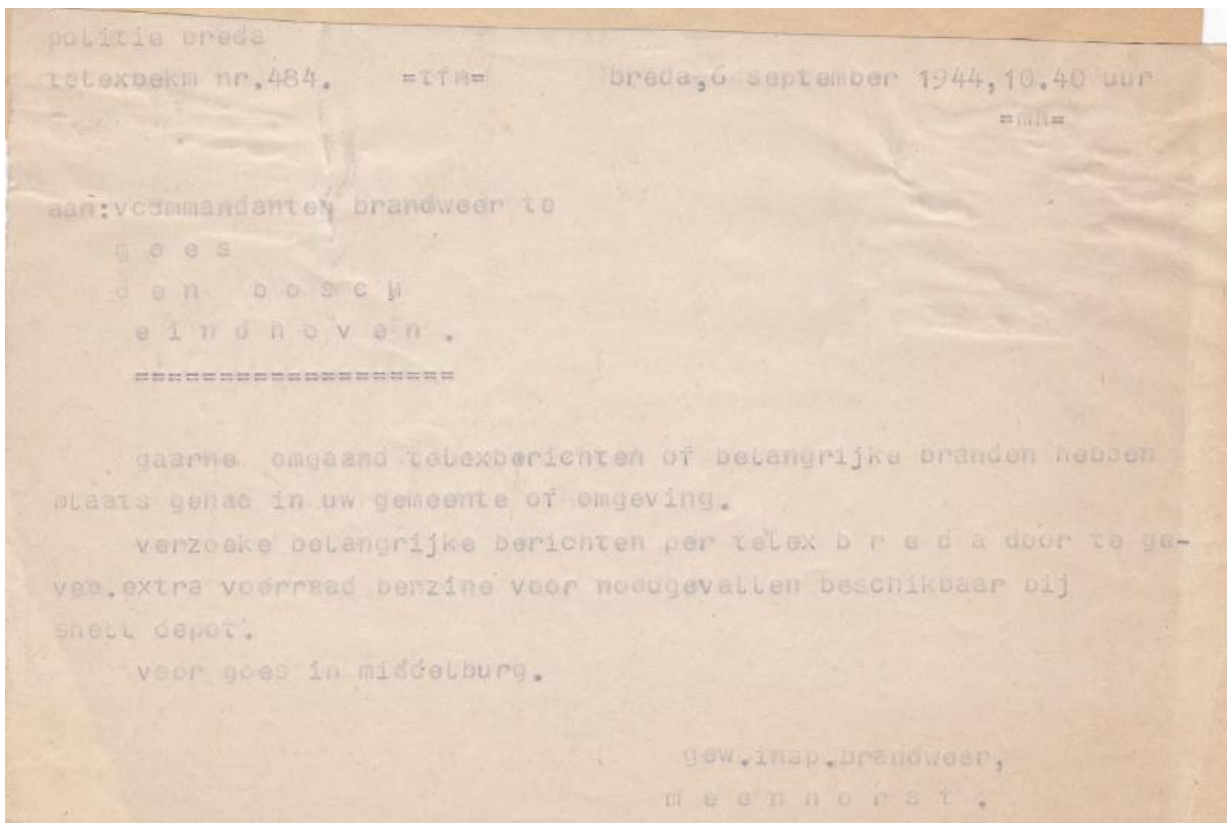 politie breda
telexbekm nr.484. =tfm= breda,6 september 1944,10.40 uur
=mm=
aan:vcommandanten brandweer te
g o e s
d e n b o s c h
e i n d h o v e n .
===================
gaarne omgaand telexberichten of belangrijke branden hebben
plaats gehad in uw gemeente of omgeving.
verzoeke belangrijke berichten per telex b r e d a door te ge-
ven.extra voorraad benzine voor noodgevallen beschikbaar bij
shell depot.
voor goes in middelburg.
gew.insp.brandweer,